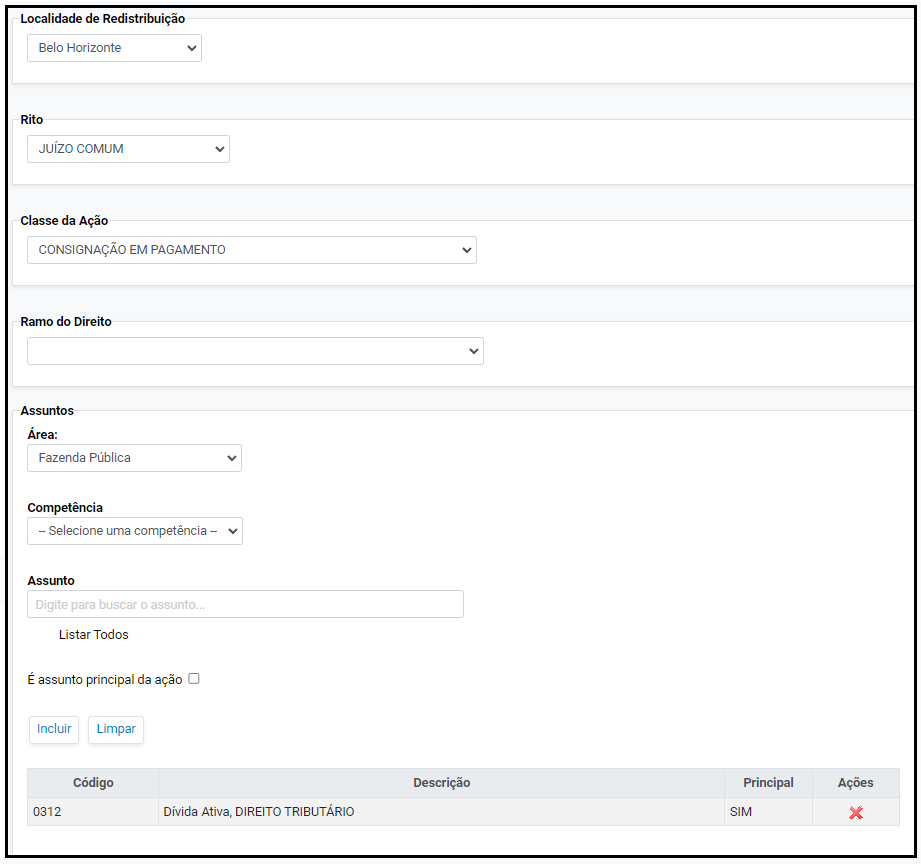 Localidade de Redistribuição
Belo Horizonte
Rito
JUÍZO COMUM
Classe da Ação
CONSIGNAÇÃO EM PAGAMENTO
Ramo do Direito
Assuntos
Área:
Fazenda Pública
Competência
-- Selecione uma competência --
Assunto
Digite para buscar o assunto...
Listar Todos
É assunto principal da ação
Incluir Limpar
Código Descrição Principal Ações
0312 Dívida Ativa, DIREITO TRIBUTÁRIO SIM